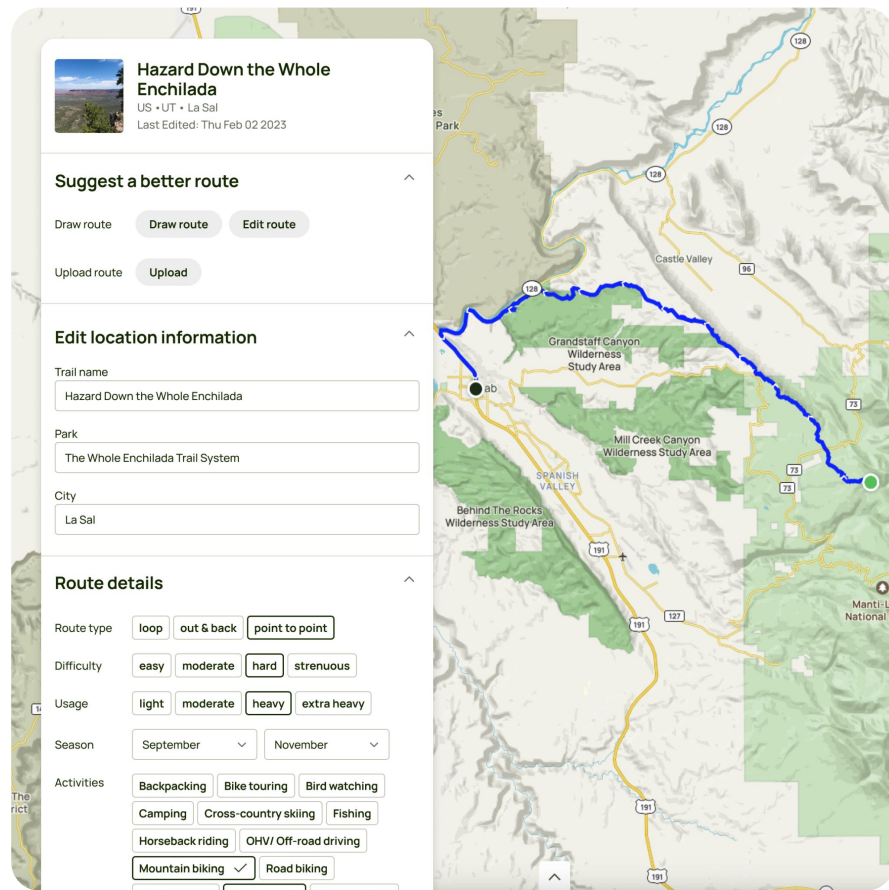 Hazard Down the Whole
Enchilada
US • UT • La Sal
Last Edited: Thu Feb 02 2023
Suggest a better route
Draw route
Draw route
Edit route
Upload route
Upload
Edit location information
Trail name
Hazard Down the Whole Enchilada
Park
The Whole Enchilada Trail System
City
La Sal
Route details
Route type
loop
out & back
point to point
Difficulty
easy
moderate
hard
strenuous
Usage
light
moderate
heavy
extra heavy
Season
September
November
Activities
Backpacking
Bike touring
Bird watching
Camping
Cross-country skiing
Fishing
Horseback riding
OHV/ Off-road driving
Mountain biking
Road biking
191
128
128
128
es
Park
Castle Valley
96
128
Grandstaff Canyon
Wilderness
Study Area
ab
73
Mill Creek Canyon
Wilderness Study Area
73
73
SPANISH
VALLEY
Behind The Rocks
Wilderness Study Area
191
Manti-L
National
127
191
The
rict
191
191